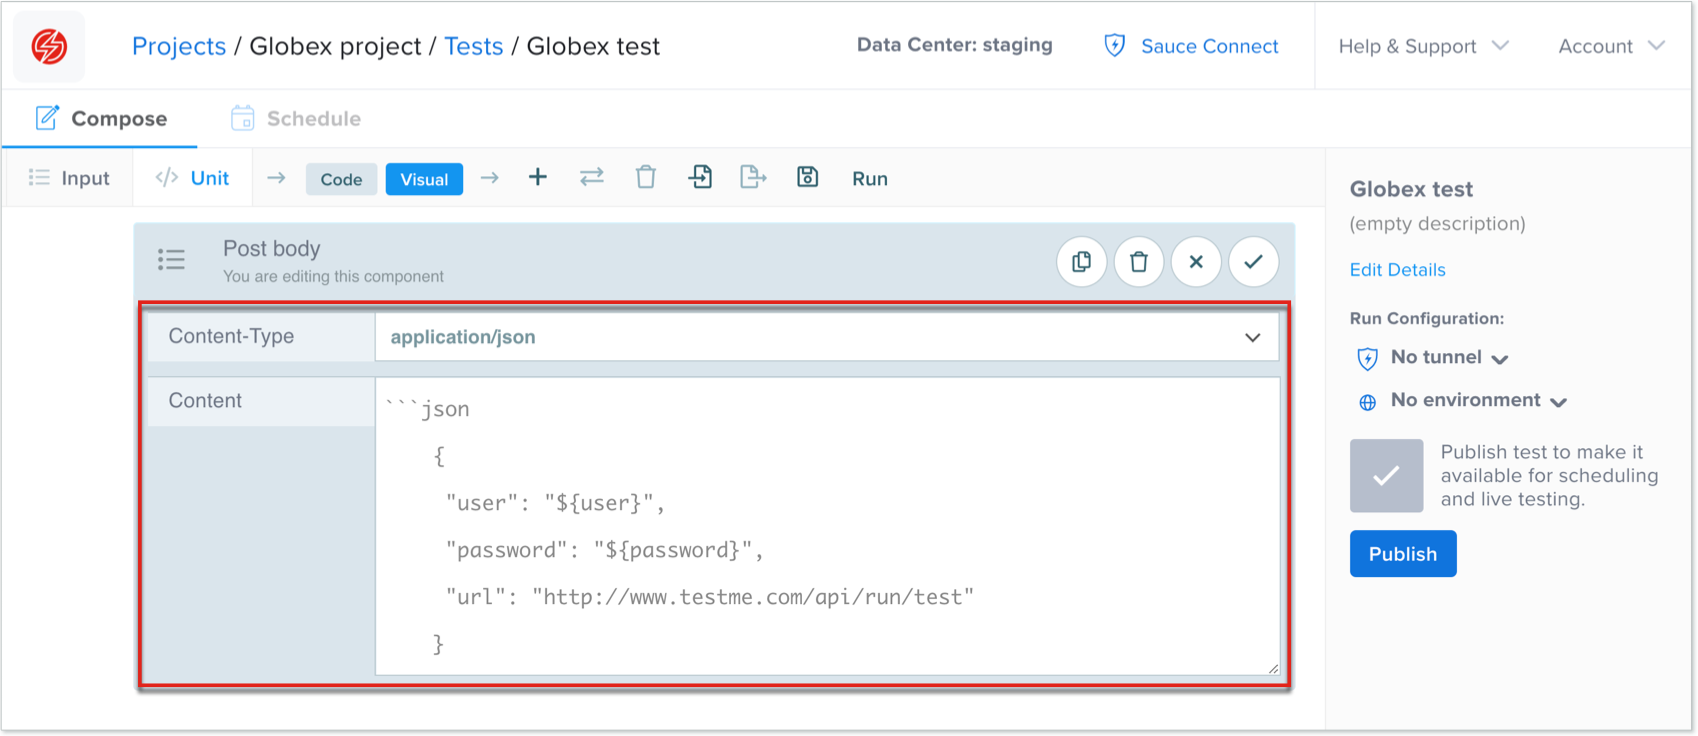 Projects / Globex project / Tests / Globex test
Data Center: staging
Sauce Connect
Help & Support
Account
Compose
Schedule
Input
</> Unit
Code
Visual
Run
Post body
You are editing this component
Content-Type
application/json
Content
```json
{
"user": "${user}",
"password": "${password}",
"url": "http://www.testme.com/api/run/test"
}
Globex test
(empty description)
Edit Details
Run Configuration:
No tunnel
No environment
Publish test to make it
available for scheduling
and live testing.
Publish